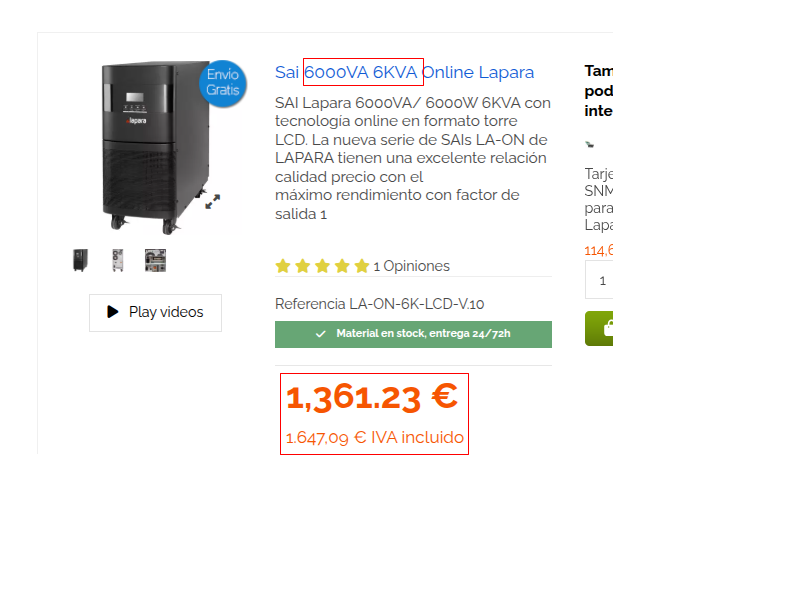 Envio
Gratis
lapara
Play videos
Sai 6000VA 6KVA Online Lapara
SAI Lapara 6000VA/ 6000W 6KVA con
tecnología online en formato torre
LCD. La nueva serie de SAIs LA-ON de
LAPARA tienen una excelente relación
calidad precio con el
máximo rendimiento con factor de
salida 1
1 Opiniones
Referencia LA-ON-6K-LCD-V.10
Material en stock, entrega 24/72h
1,361.23 €
1.647,09 € IVA incluido
Tam
pod
inte
Tarje
SNM
para
Lapa
114,6
1